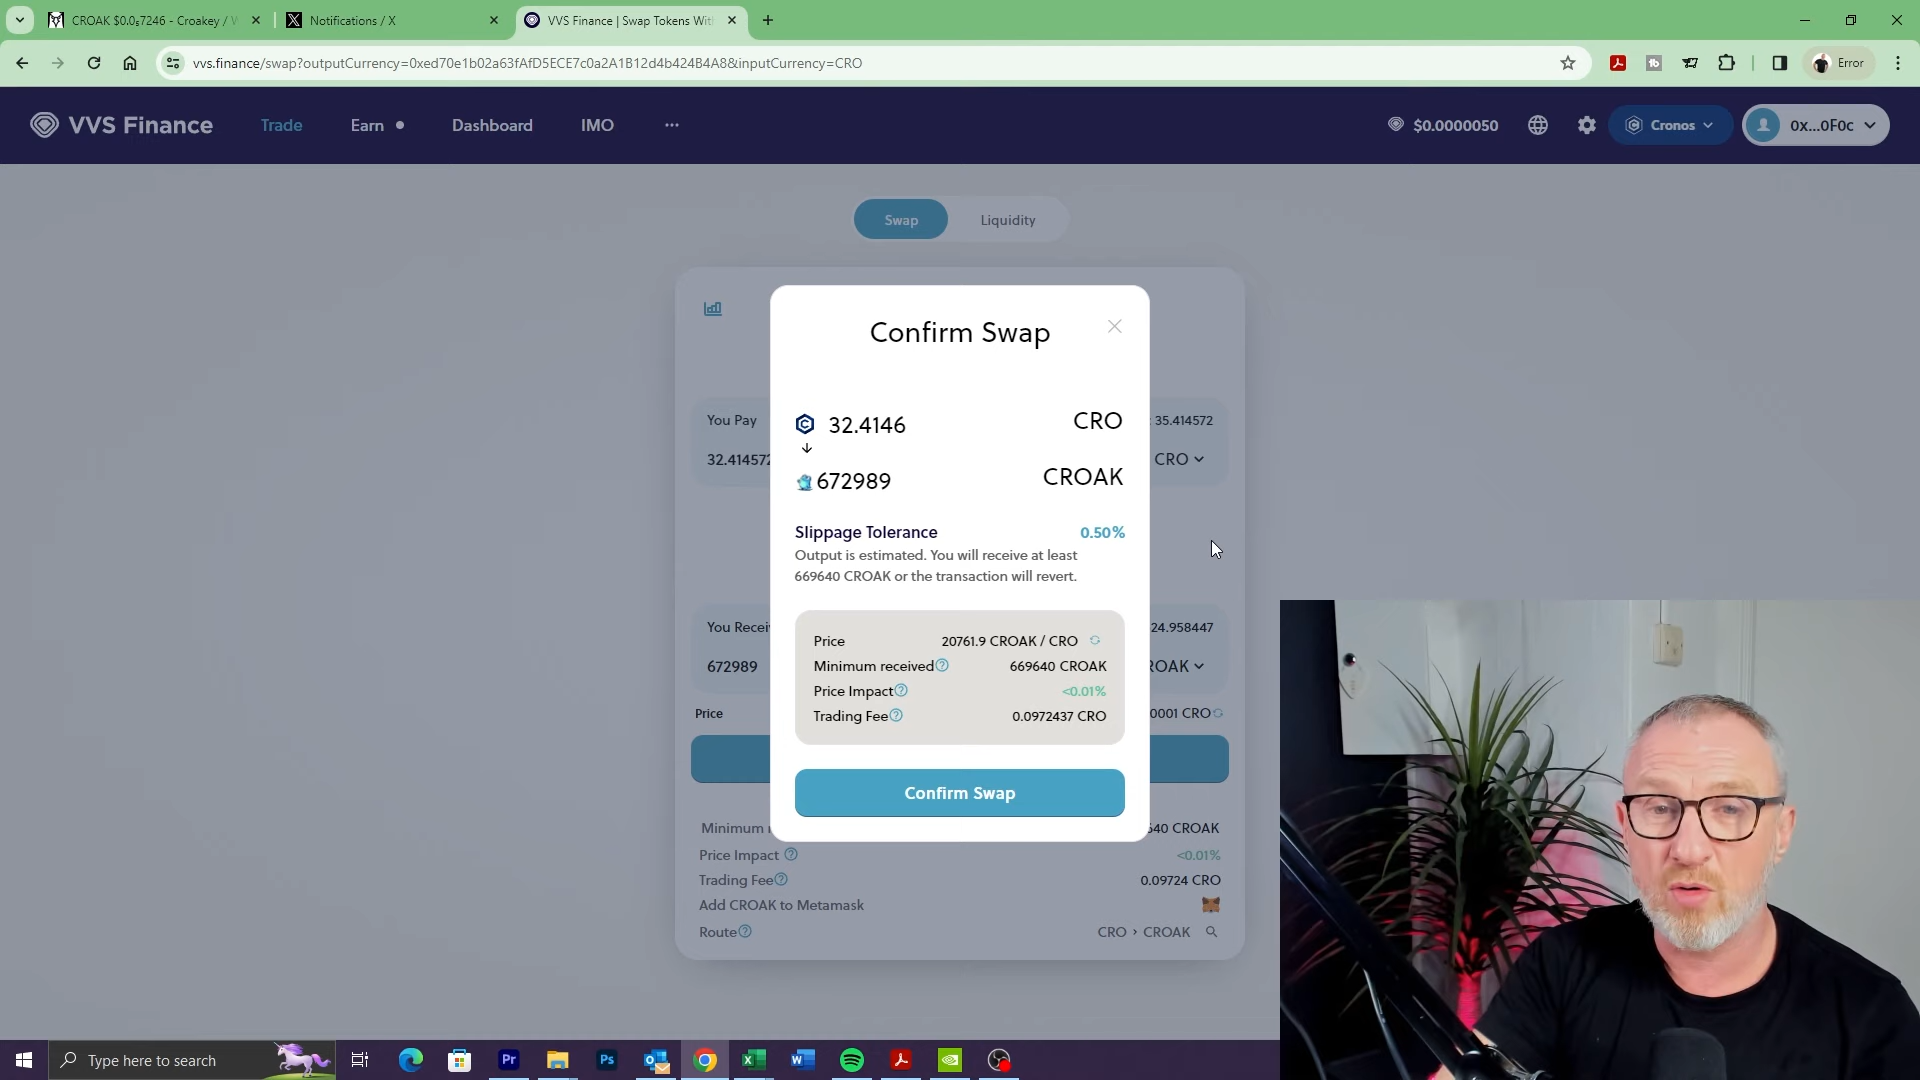 CROAK $0.0₅7246 - Croakey / W
Notifications / X
VVS Finance | Swap Tokens With
vvs.finance/swap?outputCurrency=0xed70e1b02a63fAfD5ECE7c0a2A1B12d4b424B4A8&inputCurrency=CRO
Error
VVS Finance
Trade
Earn
Dashboard
IMO
$0.0000050
Cronos
0x...0F0c
Swap
Liquidity
Confirm Swap
32.4146 CRO
672989 CROAK
Slippage Tolerance 0.50%
Output is estimated. You will receive at least
669640 CROAK or the transaction will revert.
Price 20761.9 CROAK / CRO
Minimum received 669640 CROAK
Price Impact <0.01%
Trading Fee 0.0972437 CRO
Confirm Swap
You Pay 35.414572
32.414572 CRO
You Recei 24.958447
672989 ROAK
Price 0001 CRO
Minimum 640 CROAK
Price Impact <0.01%
Trading Fee 0.09724 CRO
Add CROAK to Metamask
Route CRO › CROAK
Type here to search